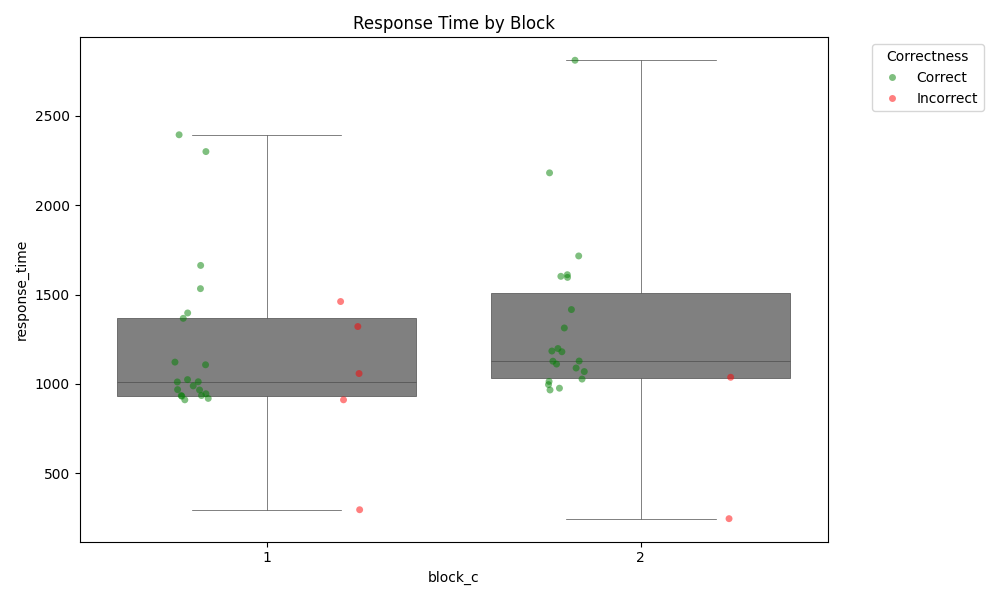 Response Time by Block
Correctness
Correct
Incorrect
response_time
2500
2000
1500
1000
500
1
2
block_c